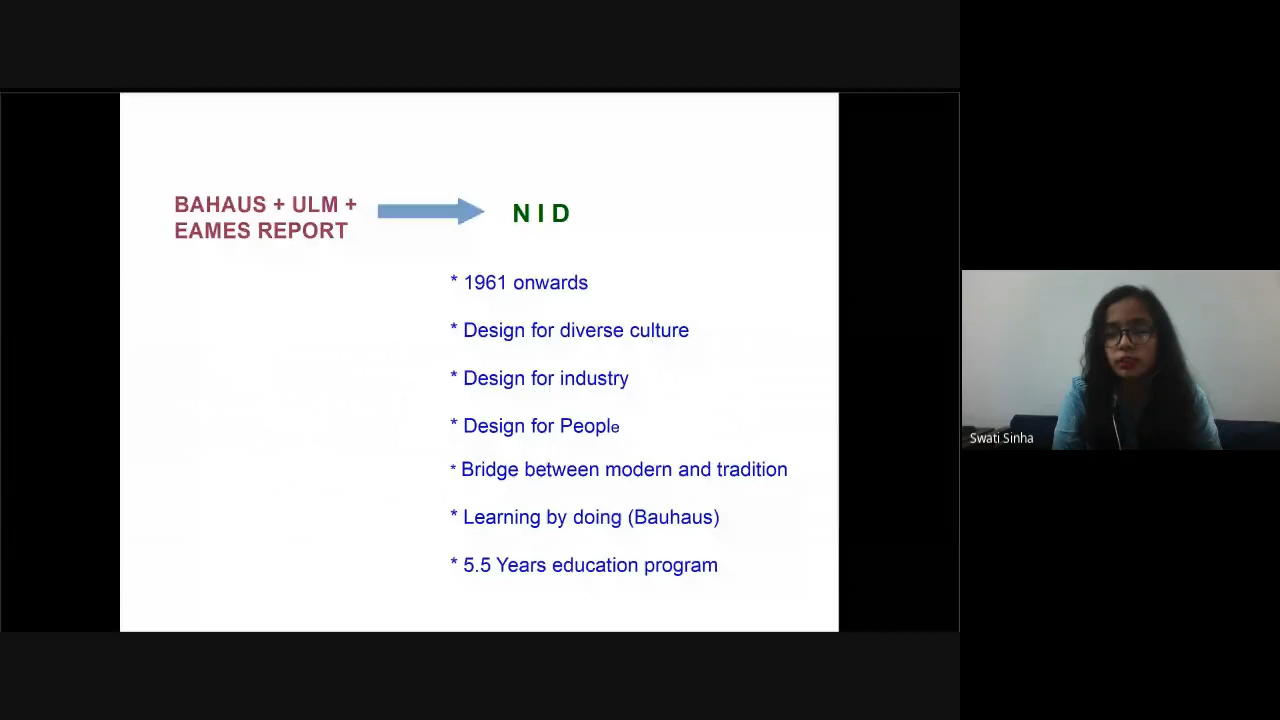 BAHAUS + ULM +
EAMES REPORT
N I D
* 1961 onwards
* Design for diverse culture
* Design for industry
* Design for People
* Bridge between modern and tradition
* Learning by doing (Bauhaus)
* 5.5 Years education program
Swati Sinha